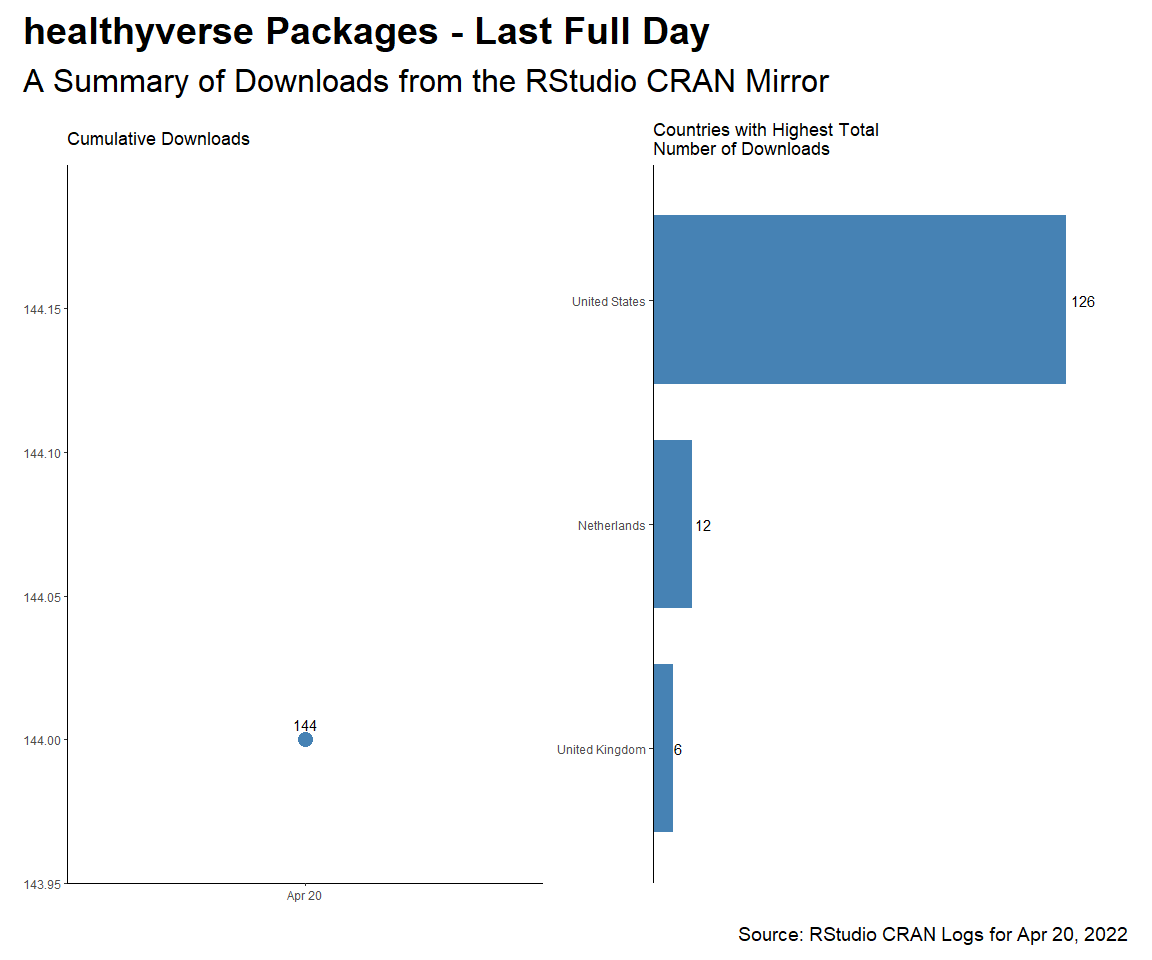 healthyverse Packages - Last Full Day
A Summary of Downloads from the RStudio CRAN Mirror
Cumulative Downloads
144.15
144.10
144.05
144.00
143.95
144
Apr 20
Countries with Highest Total
Number of Downloads
United States
126
Netherlands
12
United Kingdom
6
Source: RStudio CRAN Logs for Apr 20, 2022